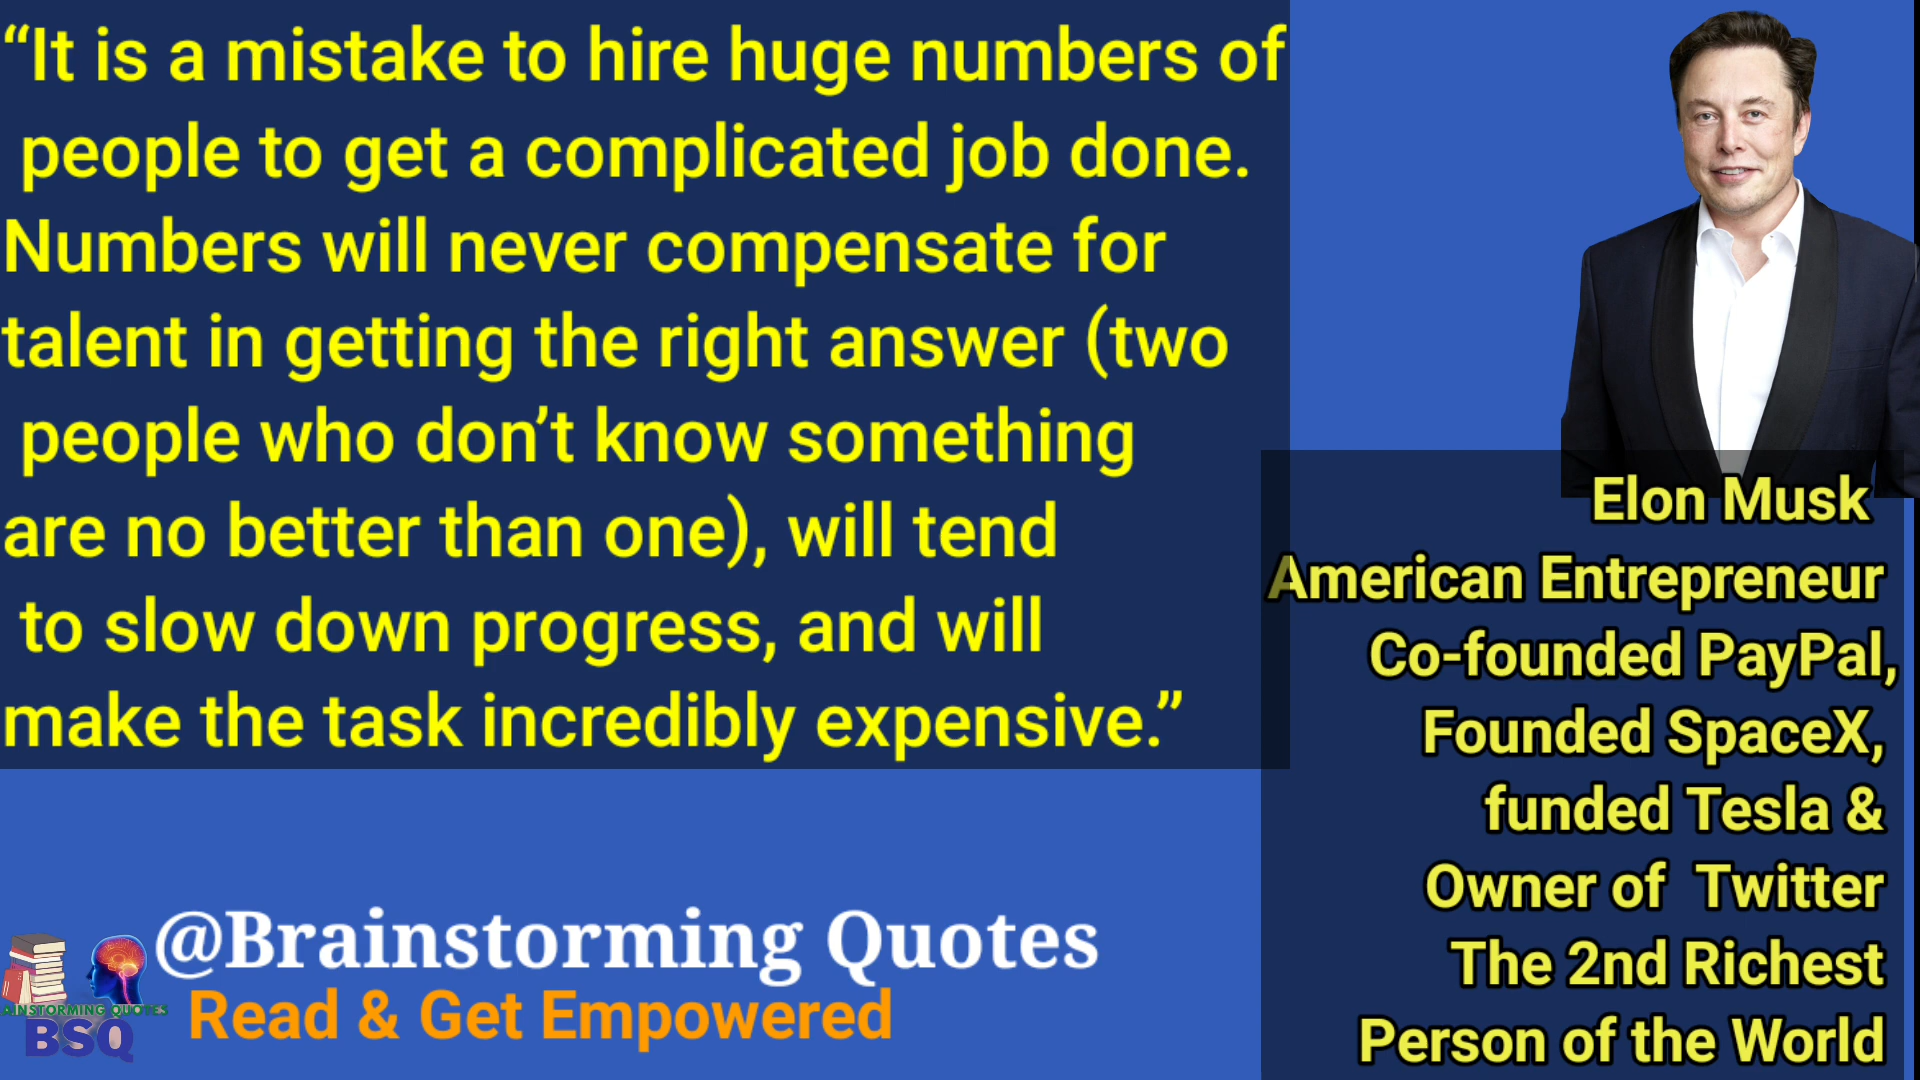 “It is a mistake to hire huge numbers of
people to get a complicated job done.
Numbers will never compensate for
talent in getting the right answer (two
people who don’t know something
are no better than one), will tend
to slow down progress, and will
make the task incredibly expensive.”
Elon Musk
American Entrepreneur
Co-founded PayPal,
Founded SpaceX,
funded Tesla &
Owner of Twitter
The 2nd Richest
Person of the World
@Brainstorming Quotes
Read & Get Empowered
AINSTORMING QUOTES
BSQ